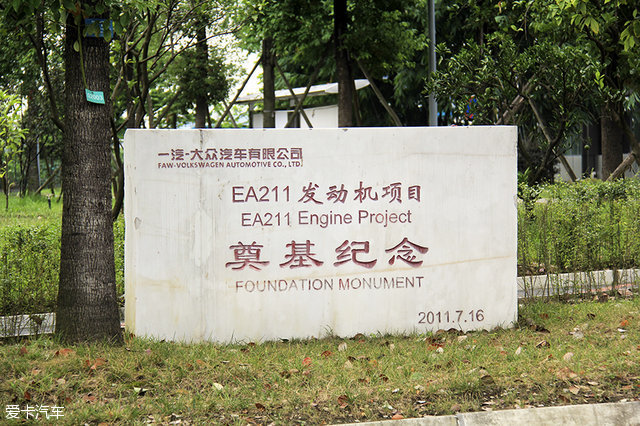 一汽-大众汽车有限公司
FAW-VOLKSWAGEN AUTOMOTIVE CO., LTD.
EA211 发动机项目
EA211 Engine Project
奠基纪念
FOUNDATION MONUMENT
2011.7.16
爱卡汽车